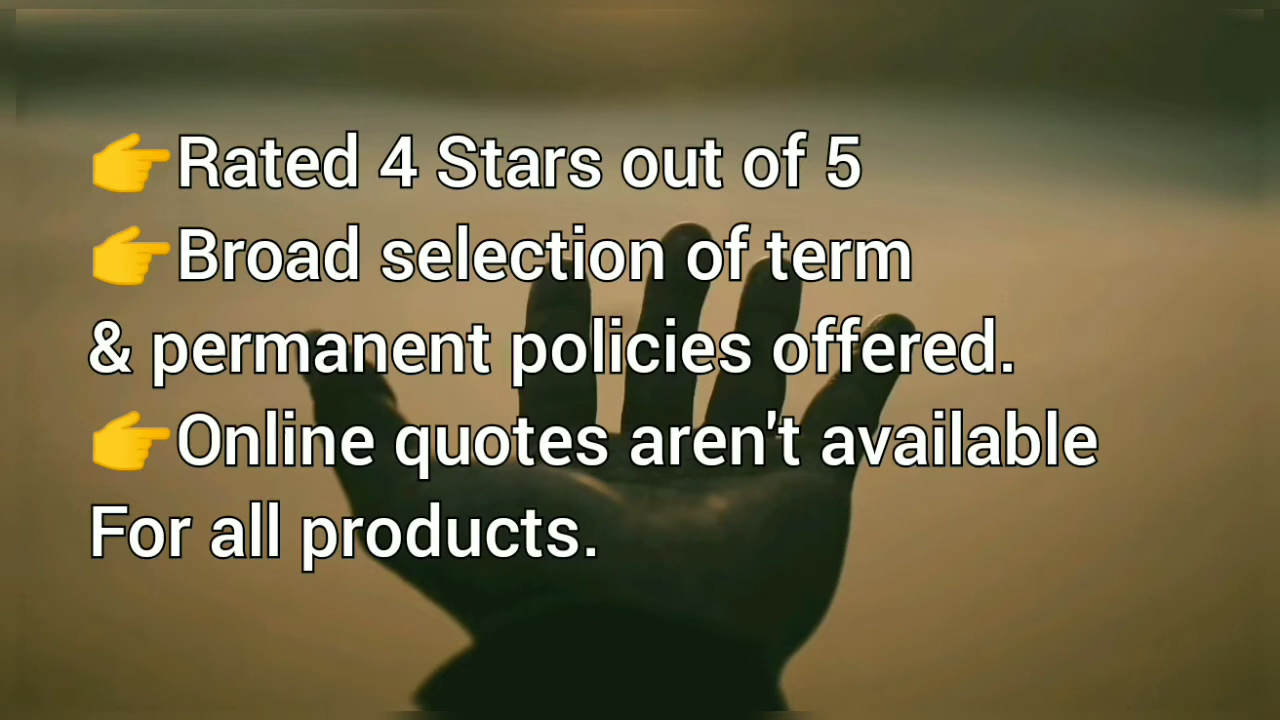 👉Rated 4 Stars out of 5
👉Broad selection of term
& permanent policies offered.
👉Online quotes aren't available
For all products.